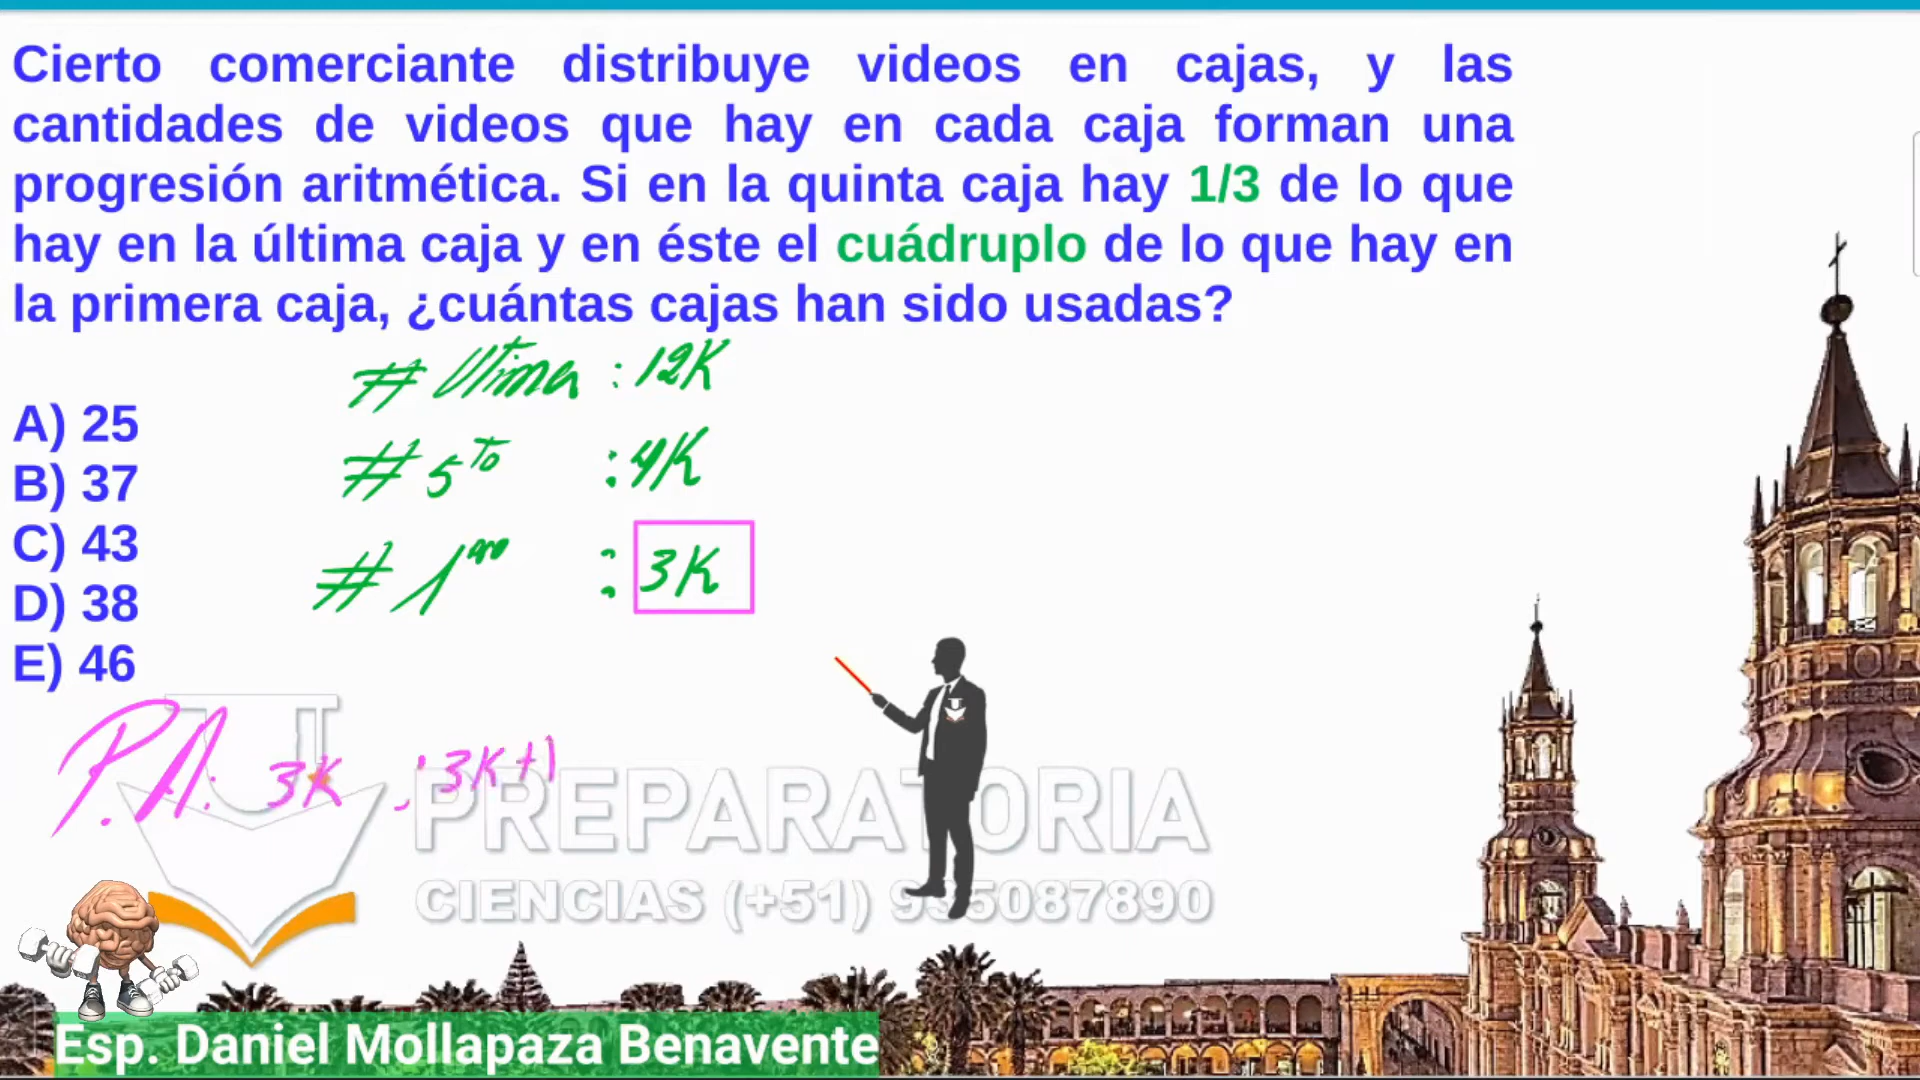 Cierto comerciante distribuye videos en cajas, y las
cantidades de videos que hay en cada caja forman una
progresión aritmética. Si en la quinta caja hay 1/3 de lo que
hay en la última caja y en éste el cuádruplo de lo que hay en
la primera caja, ¿cuántas cajas han sido usadas?
A) 25
B) 37
C) 43
D) 38
E) 46
# Utima : 12K
# 5to : 4K
# 1era : 3K
P.A: 3K ; 3K+1
PREPARATORIA
CIENCIAS (+51) 935087890
Esp. Daniel Mollapaza Benavente